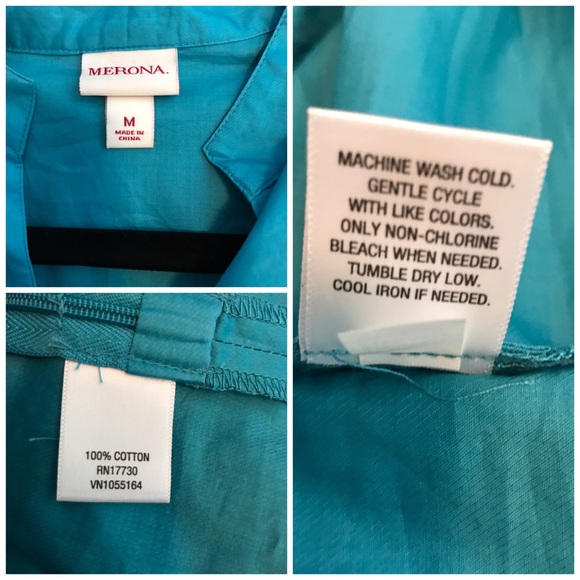 MERONA.
M
MADE IN
CHINA
MACHINE WASH COLD.
GENTLE CYCLE
WITH LIKE COLORS.
ONLY NON-CHLORINE
BLEACH WHEN NEEDED.
TUMBLE DRY LOW.
COOL IRON IF NEEDED.
100% COTTON
RN17730
VN1055164